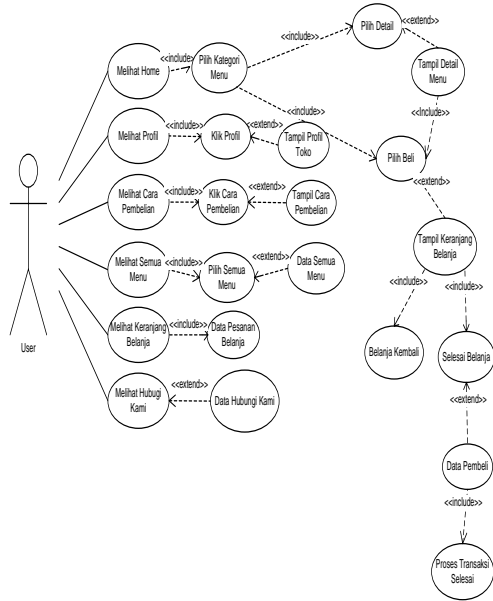 Pilih Detail
<<extend>>
<<include>>
Melihat Home
<<include>>
Pilih Kategori
Menu
Tampil Detail
Menu
<<include>>
<<Include>>
Melihat Profil
<<include>>
Klik Profil
<<extend>>
Tampil Profil
Toko
Pilih Beli
<<extend>>
Melihat Cara
Pembelian
<<include>>
Klik Cara
Pembelian
<<extend>>
Tampil Cara
Pembelian
Tampil Keranjang
Belanja
Melihat Semua
Menu
<<include>>
Pilih Semua
Menu
<<extend>>
Data Semua
Menu
<<include>>
<<include>>
User
Melihat Keranjang
Belanja
<<include>>
Data Pesanan
Belanja
Belanja Kembali
Selesai Belanja
Melihat Hubugi
Kami
<<extend>>
Data Hubungi Kami
<<extend>>
Data Pembeli
<<include>>
Proses Transaksi
Selesai